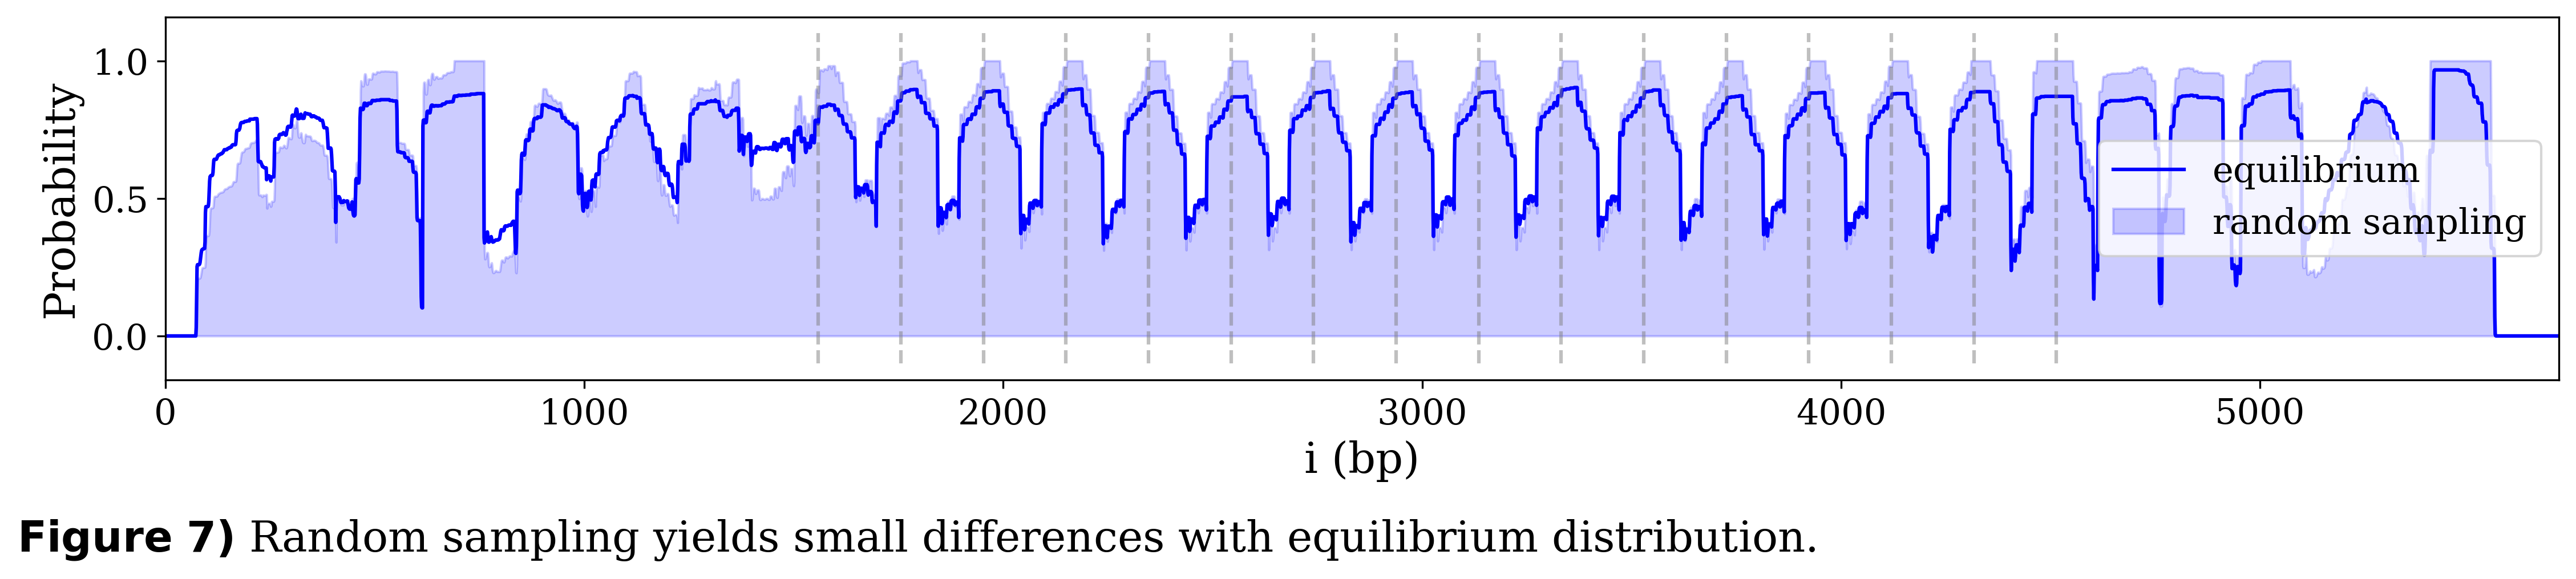 Probability
1.0
0.5
0.0
equilibrium
random sampling
0 1000 2000 3000 4000 5000
i (bp)
Figure 7) Random sampling yields small differences with equilibrium distribution.